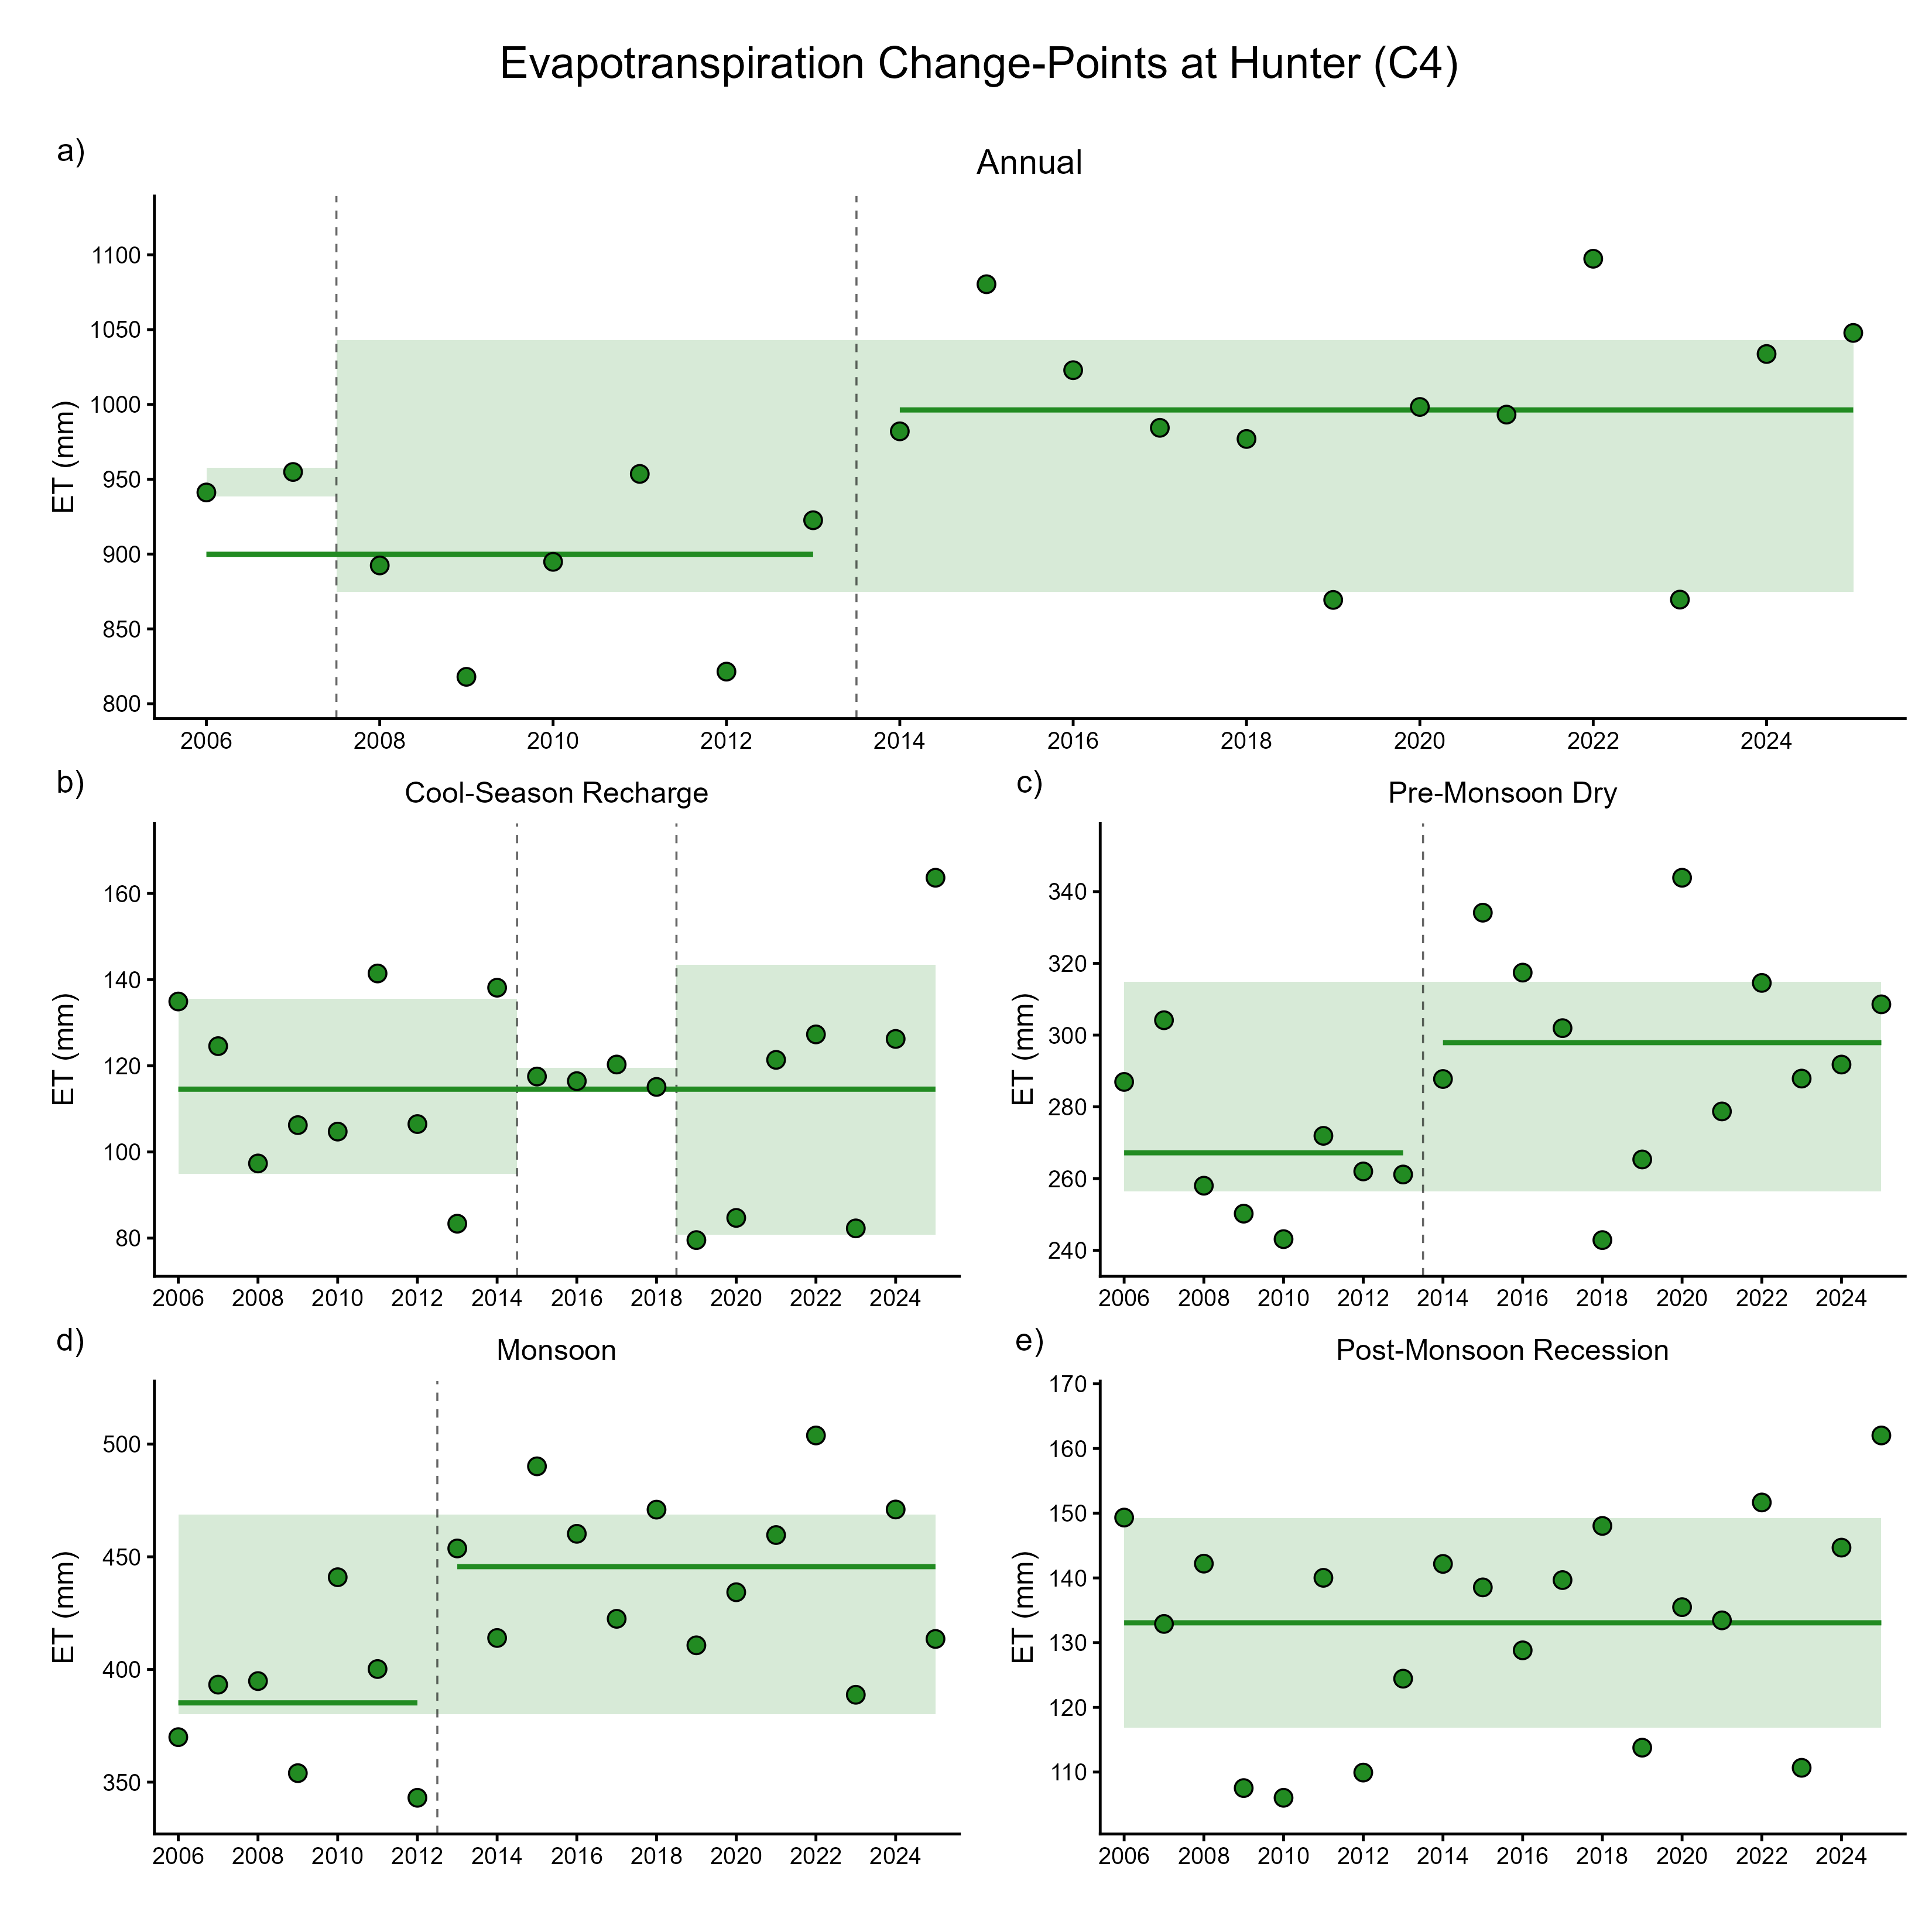 Evapotranspiration Change-Points at Hunter (C4)
a)
Annual
ET (mm)
1100
1050
1000
950
900
850
800
2006 2008 2010 2012 2014 2016 2018 2020 2022 2024
b)
Cool-Season Recharge
ET (mm)
160
140
120
100
80
2006 2008 2010 2012 2014 2016 2018 2020 2022 2024
c)
Pre-Monsoon Dry
ET (mm)
340
320
300
280
260
240
2006 2008 2010 2012 2014 2016 2018 2020 2022 2024
d)
Monsoon
ET (mm)
500
450
400
350
2006 2008 2010 2012 2014 2016 2018 2020 2022 2024
e)
Post-Monsoon Recession
ET (mm)
170
160
150
140
130
120
110
2006 2008 2010 2012 2014 2016 2018 2020 2022 2024